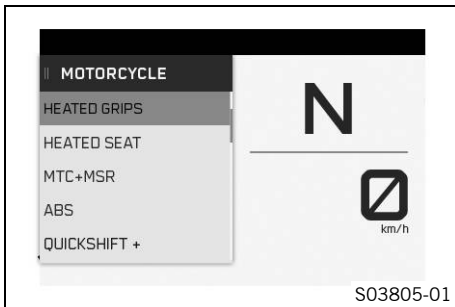 MOTORCYCLE
HEATED GRIPS
HEATED SEAT
MTC+MSR
ABS
QUICKSHIFT +
N
0
km/h
S03805-01